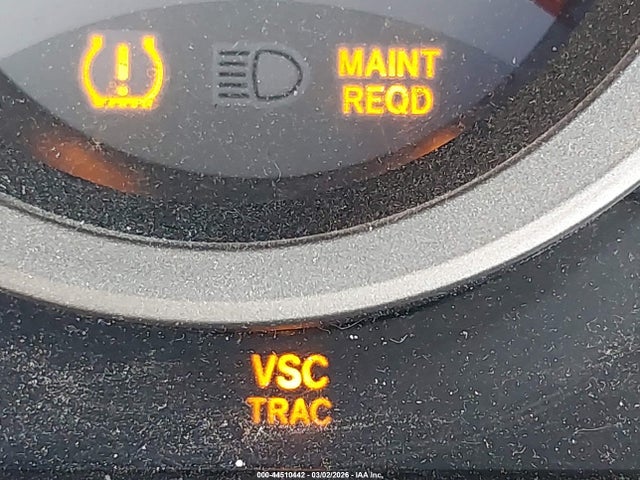 MAINT
REQD
VSC
TRAC
000-44510442 - 03/02/2026 - IAA Inc.